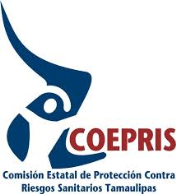 COEPRIS
Comisión Estatal de Protección Contra
Riesgos Sanitarios Tamaulipas